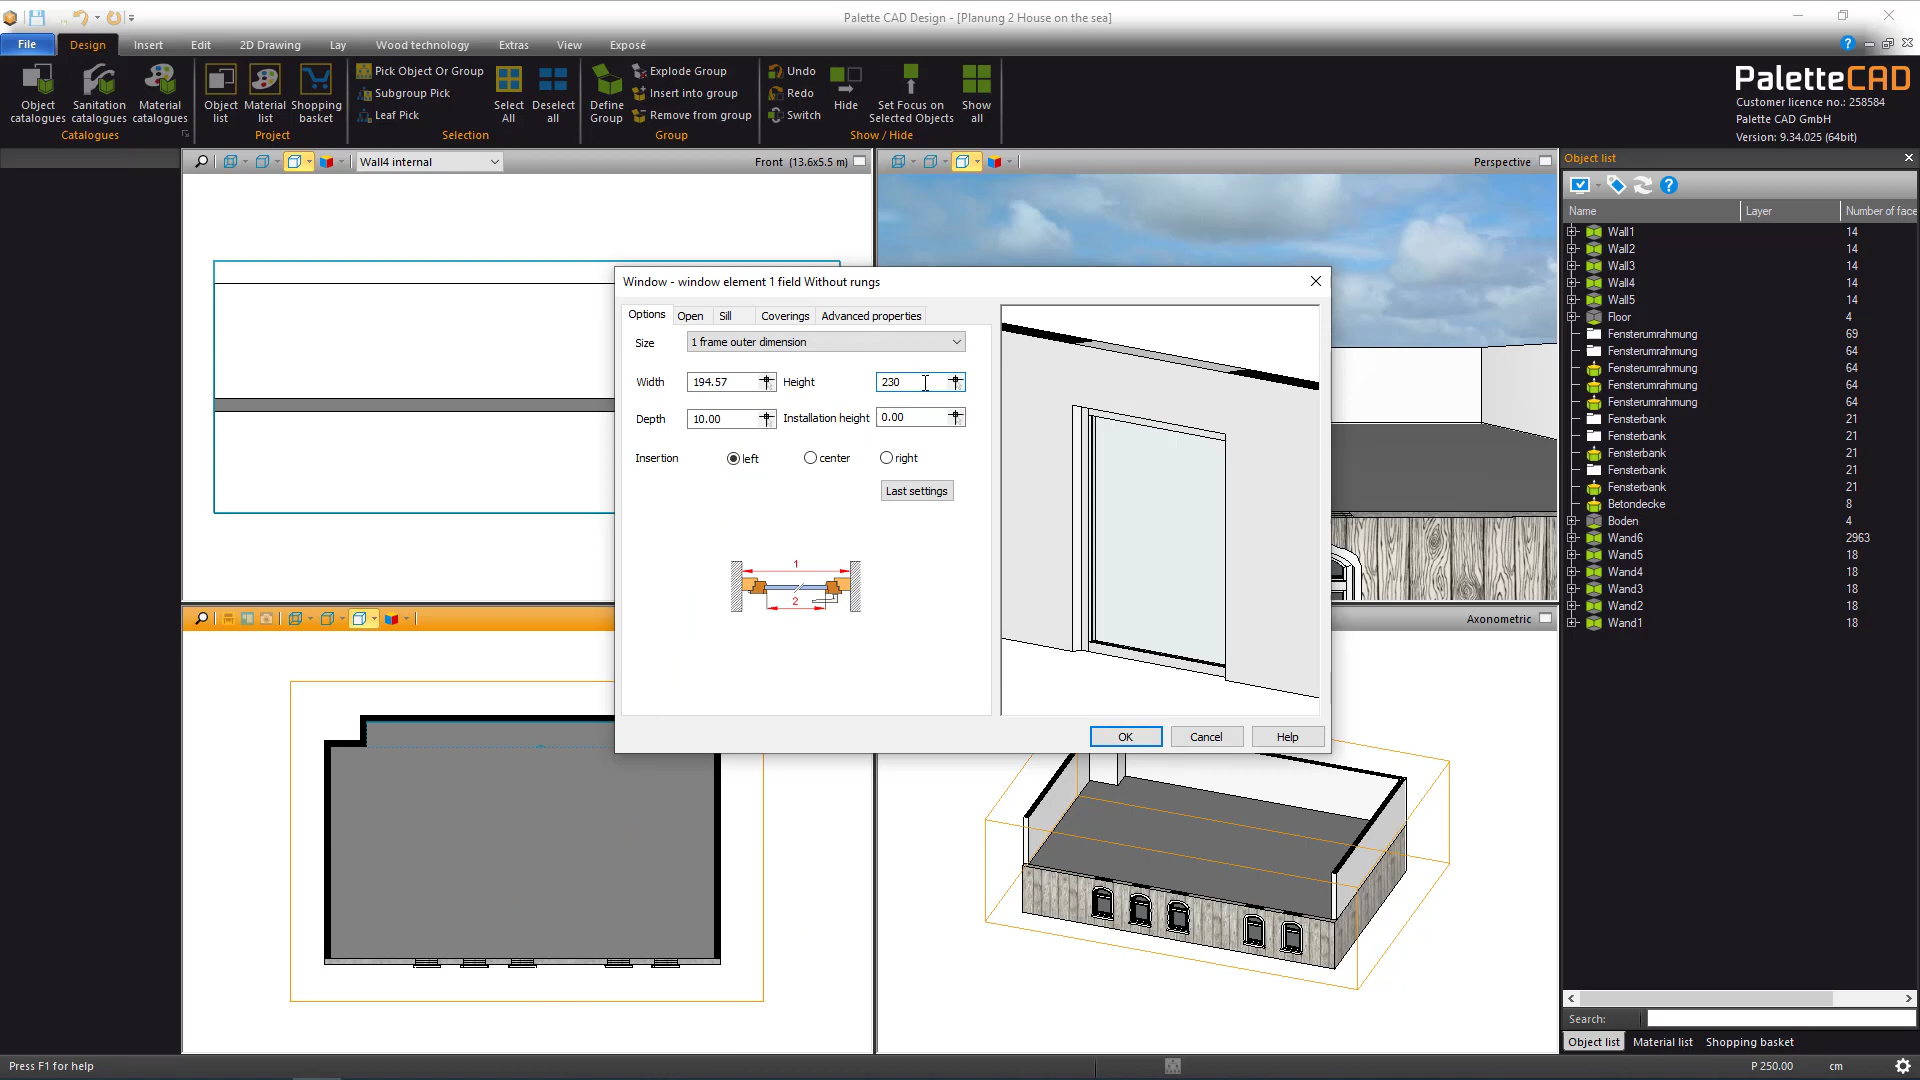 Palette CAD Design - [Planung 2 House on the sea]
File
Design
Insert
Edit
2D Drawing
Lay
Wood technology
Extras
View
Exposé
Object catalogues
Sanitation catalogues
Material catalogues
Catalogues
Object list
Material list
Shopping basket
Project
Pick Object Or Group
Subgroup Pick
Leaf Pick
Select All
Deselect all
Selection
Define Group
Explode Group
Insert into group
Remove from group
Group
Undo
Redo
Switch
Hide
Set Focus on Selected Objects
Show all
Show / Hide
PaletteCAD
Customer licence no.: 258584
Palette CAD GmbH
Version: 9.34.025 (64bit)
Wall4 internal
Front (13.6x5.5 m)
Perspective
Axonometric
Window - window element 1 field Without rungs
Options
Open
Sill
Coverings
Advanced properties
Size
1 frame outer dimension
Width
194.57
Height
230
Depth
10.00
Installation height
0.00
Insertion
left
center
right
Last settings
1
2
OK
Cancel
Help
Object list
Name
Layer
Number of face
Wall1 14
Wall2 14
Wall3 14
Wall4 14
Wall5 14
Floor 4
Fensterumrahmung 69
Fensterumrahmung 64
Fensterumrahmung 64
Fensterumrahmung 64
Fensterumrahmung 64
Fensterbank 21
Fensterbank 21
Fensterbank 21
Fensterbank 21
Fensterbank 21
Betondecke 8
Boden 4
Wand6 2963
Wand5 18
Wand4 18
Wand3 18
Wand2 18
Wand1 18
Search:
Object list
Material list
Shopping basket
Press F1 for help
P 250.00
cm